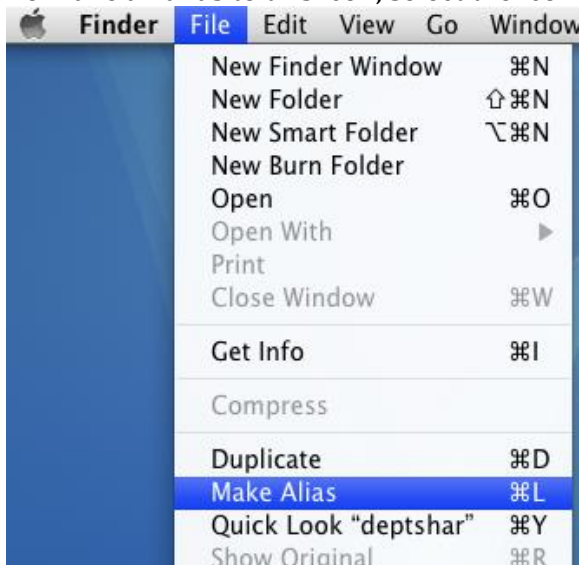 Finder File Edit View Go Window
New Finder Window ⌘N
New Folder ⇧⌘N
New Smart Folder ⌥⌘N
New Burn Folder
Open ⌘O
Open With ▶
Print
Close Window ⌘W
Get Info ⌘I
Compress
Duplicate ⌘D
Make Alias ⌘L
Quick Look “deptshar” ⌘Y
Show Original ⌘R